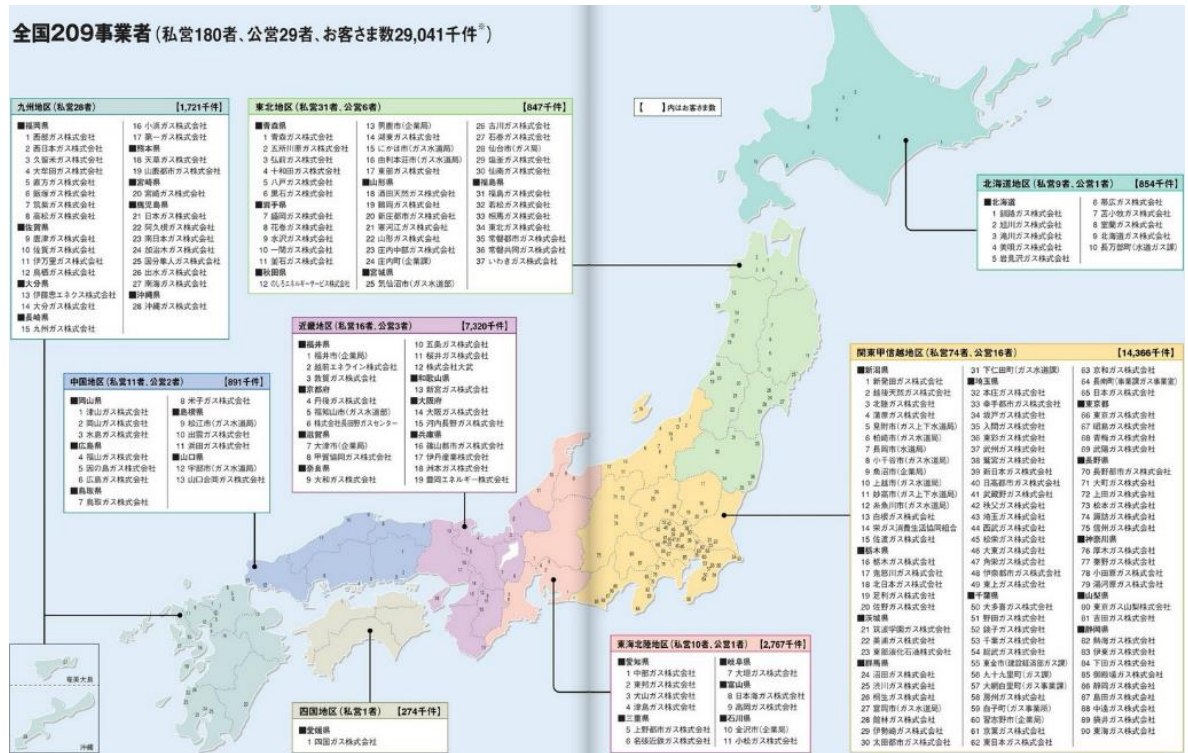 全国209事業者(私営180者、公営29者、お客さま数29,041千件※)
[　]内はお客さま数
九州地区(私営28者) 【1,721千件】
■福岡県
1 西部ガス株式会社
2 西日本ガス株式会社
3 久留米ガス株式会社
4 大牟田ガス株式会社
5 直方ガス株式会社
6 飯塚ガス株式会社
7 筑紫ガス株式会社
8 高松ガス株式会社
■佐賀県
9 唐津ガス株式会社
10 佐賀ガス株式会社
11 伊万里ガス株式会社
12 鳥栖ガス株式会社
■大分県
13 伊藤忠エネクス株式会社
14 大分ガス株式会社
■長崎県
15 九州ガス株式会社
16 小浜ガス株式会社
17 第一ガス株式会社
■熊本県
18 天草ガス株式会社
19 山鹿都市ガス株式会社
■宮崎県
20 宮崎ガス株式会社
■鹿児島県
21 日本ガス株式会社
22 阿久根ガス株式会社
23 南日本ガス株式会社
24 加治木ガス株式会社
25 国分隼人ガス株式会社
26 出水ガス株式会社
27 南海ガス株式会社
■沖縄県
28 沖縄ガス株式会社
東北地区(私営31者、公営6者) 【847千件】
■青森県
1 青森ガス株式会社
2 五所川原ガス株式会社
3 弘前ガス株式会社
4 十和田ガス株式会社
5 八戸ガス株式会社
6 黒石ガス株式会社
■岩手県
7 盛岡ガス株式会社
8 花巻ガス株式会社
9 水沢ガス株式会社
10 一関ガス株式会社
11 釜石ガス株式会社
■秋田県
12 のしろエネルギーサービス株式会社
13 男鹿市(企業局)
14 湖東ガス株式会社
15 にかほ市(ガス水道局)
16 由利本荘市(ガス水道局)
17 東部ガス株式会社
■山形県
18 酒田天然ガス株式会社
19 鶴岡ガス株式会社
20 新庄都市ガス株式会社
21 寒河江ガス株式会社
22 山形ガス株式会社
23 庄内中部ガス株式会社
24 庄内町(企業課)
■宮城県
25 気仙沼市(ガス水道部)
26 古川ガス株式会社
27 石巻ガス株式会社
28 仙台市(ガス局)
29 塩釜ガス株式会社
30 仙南ガス株式会社
■福島県
31 福島ガス株式会社
32 若松ガス株式会社
33 相馬ガス株式会社
34 東北ガス株式会社
35 常磐都市ガス株式会社
36 常磐共同ガス株式会社
37 いわきガス株式会社
北海道地区(私営9者、公営1者) 【854千件】
■北海道
1 釧路ガス株式会社
2 旭川ガス株式会社
3 滝川ガス株式会社
4 美唄ガス株式会社
5 岩見沢ガス株式会社
6 帯広ガス株式会社
7 苫小牧ガス株式会社
8 室蘭ガス株式会社
9 北海道ガス株式会社
10 長万部町(水道ガス課)
近畿地区(私営16者、公営3者) 【7,320千件】
■福井県
1 福井市(企業局)
2 越前エネライン株式会社
3 敦賀ガス株式会社
■京都府
4 丹後ガス株式会社
5 福知山市(ガス水道部)
6 株式会社長田野ガスセンター
■滋賀県
7 大津市(企業局)
8 甲賀協同ガス株式会社
■奈良県
9 大和ガス株式会社
10 五条ガス株式会社
11 桜井ガス株式会社
12 株式会社大武
■和歌山県
13 新宮ガス株式会社
■大阪府
14 大阪ガス株式会社
15 河内長野ガス株式会社
■兵庫県
16 篠山都市ガス株式会社
17 伊丹産業株式会社
18 洲本ガス株式会社
19 豊岡エネルギー株式会社
中国地区(私営11者、公営2者) 【891千件】
■岡山県
1 津山ガス株式会社
2 岡山ガス株式会社
3 水島ガス株式会社
■広島県
4 福山ガス株式会社
5 因の島ガス株式会社
6 広島ガス株式会社
■鳥取県
7 鳥取ガス株式会社
8 米子ガス株式会社
■島根県
9 松江市(ガス水道局)
10 出雲ガス株式会社
11 浜田ガス株式会社
■山口県
12 宇部市(ガス水道局)
13 山口合同ガス株式会社
関東甲信越地区(私営74者、公営16者) 【14,366千件】
■新潟県
1 新発田ガス株式会社
2 越後天然ガス株式会社
3 北陸ガス株式会社
4 蒲原ガス株式会社
5 見附市(ガス上下水道局)
6 柏崎市(ガス水道局)
7 長岡市(水道局)
8 小千谷市(ガス水道局)
9 魚沼市(企業局)
10 上越市(ガス水道局)
11 妙高市(ガス上下水道局)
12 糸魚川市(ガス水道局)
13 白根ガス株式会社
14 栄ガス消費生活協同組合
15 佐渡ガス株式会社
■栃木県
16 栃木ガス株式会社
17 鬼怒川ガス株式会社
18 北日本ガス株式会社
19 足利ガス株式会社
20 佐野ガス株式会社
■茨城県
21 筑波学園ガス株式会社
22 美浦ガス株式会社
23 東部液化石油株式会社
■群馬県
24 沼田ガス株式会社
25 渋川ガス株式会社
26 桐生ガス株式会社
27 富岡市(ガス水道局)
28 館林ガス株式会社
29 伊勢崎ガス株式会社
30 太田都市ガス株式会社
31 下仁田町(ガス水道課)
■埼玉県
32 本庄ガス株式会社
33 幸手都市ガス株式会社
34 坂戸ガス株式会社
35 入間ガス株式会社
36 東彩ガス株式会社
37 武州ガス株式会社
38 鷲宮ガス株式会社
39 新日本ガス株式会社
40 日高都市ガス株式会社
41 武蔵野ガス株式会社
42 秩父ガス株式会社
43 埼玉ガス株式会社
44 西武ガス株式会社
45 松栄ガス株式会社
46 大東ガス株式会社
47 角栄ガス株式会社
48 伊奈都市ガス株式会社
49 東上ガス株式会社
■千葉県
50 大多喜ガス株式会社
51 野田ガス株式会社
52 銚子ガス株式会社
53 千葉ガス株式会社
54 総武ガス株式会社
55 東金市(建設経済部ガス課)
56 九十九里町(ガス課)
57 大網白里町(ガス事業課)
58 房州ガス株式会社
59 白子町(ガス事業所)
60 習志野市(企業局)
61 京葉ガス株式会社
62 東日本ガス株式会社
63 京和ガス株式会社
64 長南町(事業課ガス事業室)
65 日本ガス株式会社
■東京都
66 東京ガス株式会社
67 昭島ガス株式会社
68 青梅ガス株式会社
69 武陽ガス株式会社
■長野県
70 長野都市ガス株式会社
71 大町ガス株式会社
72 上田ガス株式会社
73 松本ガス株式会社
74 諏訪ガス株式会社
75 信州ガス株式会社
■神奈川県
76 厚木ガス株式会社
77 秦野ガス株式会社
78 小田原ガス株式会社
79 湯河原ガス株式会社
■山梨県
80 東京ガス山梨株式会社
81 吉田ガス株式会社
■静岡県
82 熱海ガス株式会社
83 伊東ガス株式会社
84 下田ガス株式会社
85 御殿場ガス株式会社
86 静岡ガス株式会社
87 島田ガス株式会社
88 中遠ガス株式会社
89 袋井ガス株式会社
90 東海ガス株式会社
東海北陸地区(私営10者、公営1者) 【2,767千件】
■愛知県
1 中部ガス株式会社
2 東邦ガス株式会社
3 犬山ガス株式会社
4 津島ガス株式会社
■三重県
5 上野都市ガス株式会社
6 名張近鉄ガス株式会社
■岐阜県
7 大垣ガス株式会社
■富山県
8 日本海ガス株式会社
9 高岡ガス株式会社
■石川県
10 金沢市(企業局)
11 小松ガス株式会社
四国地区(私営1者) 【274千件】
■愛媛県
1 四国ガス株式会社
奄美大島
沖縄